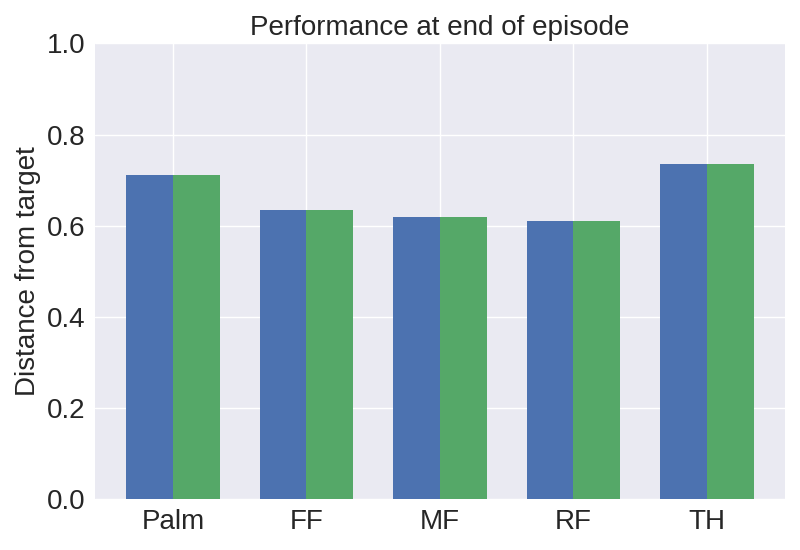 Performance at end of episode
Distance from target
1.0
0.8
0.6
0.4
0.2
0.0
Palm FF MF RF TH